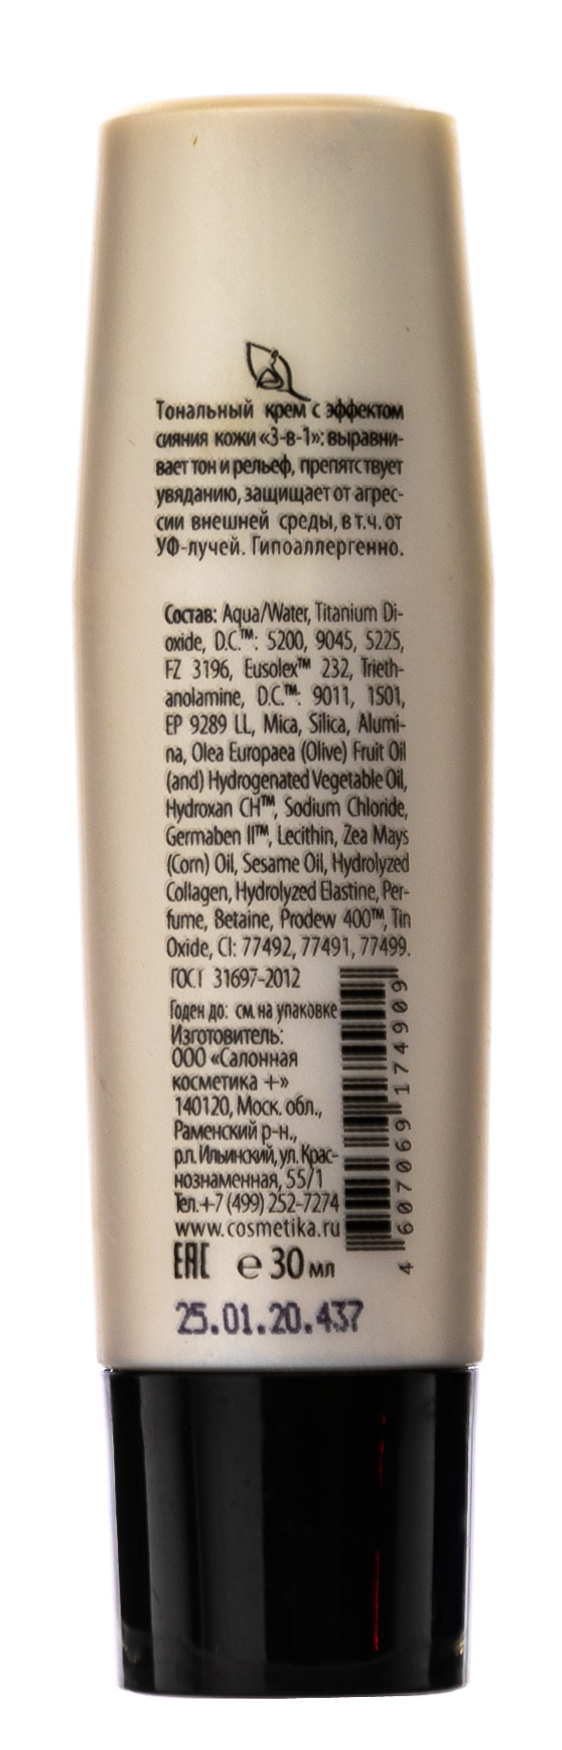 Тональный крем с эффектом
сияния кожи «3-в-1»: выравни-
вает тон и рельеф, препятствует
увяданию, защищает от агрес-
сии внешней среды, в т.ч. от
УФ-лучей. Гипоаллергенно.
Состав: Aqua/Water, Titanium Di-
oxide, D.C.™: 5200, 9045, 5225,
FZ 3196, Eusolex™ 232, Trieth-
anolamine, D.C.™: 9011, 1501,
EP 9289 LL, Mica, Silica, Alumi-
na, Olea Europaea (Olive) Fruit Oil
(and) Hydrogenated Vegetable Oil,
Hydroxan CH™, Sodium Chloride,
Germaben II™, Lecithin, Zea Mays
(Corn) Oil, Sesame Oil, Hydrolyzed
Collagen, Hydrolyzed Elastine, Per-
fume, Betaine, Prodew 400™, Tin
Oxide, CI: 77492, 77491, 77499.
ГОСТ 31697-2012
Годен до: см. на упаковке
Изготовитель:
ООО «Салонная
косметика +»
140120, Моск. обл.,
Раменский р-н.,
р.п. Ильинский, ул. Крас-
нознаменная, 55/1
Тел.+7 (499) 252-7274
www.cosmetika.ru
EAC e 30 мл
4 607069 174909
25.01.20.437